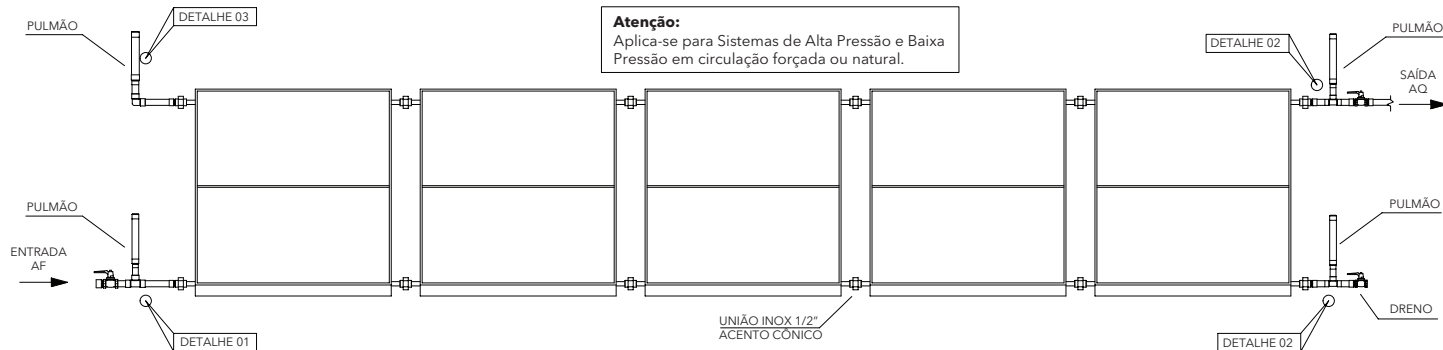 DETALHE 03
PULMÃO
Atenção:
Aplica-se para Sistemas de Alta Pressão e Baixa
Pressão em circulação forçada ou natural.
DETALHE 02
PULMÃO
SAÍDA
AQ
PULMÃO
ENTRADA
AF
DETALHE 01
UNIÃO INOX 1/2"
ACENTO CÔNICO
PULMÃO
DRENO
DETALHE 02